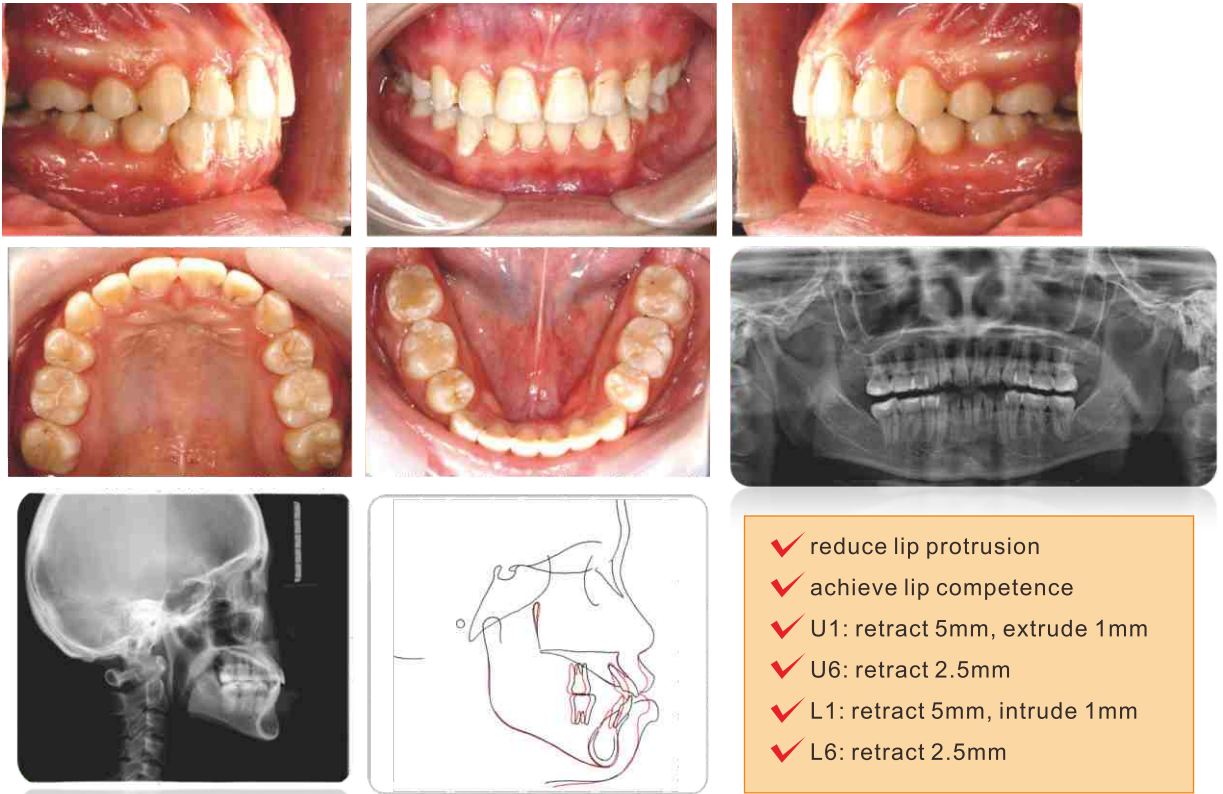 reduce lip protrusion
achieve lip competence
U1: retract 5mm, extrude 1mm
U6: retract 2.5mm
L1: retract 5mm, intrude 1mm
L6: retract 2.5mm